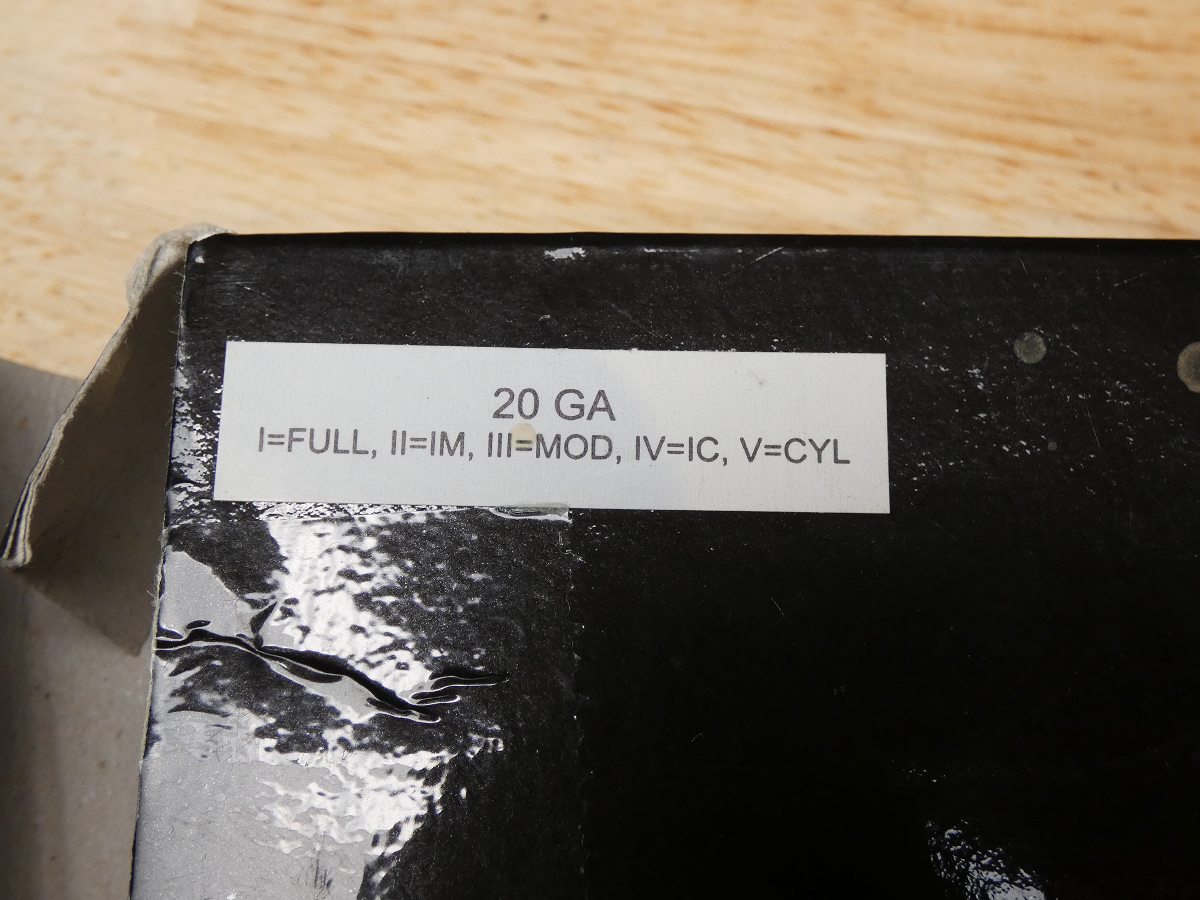 20 GA
I=FULL, II=IM, III=MOD, IV=IC, V=CYL